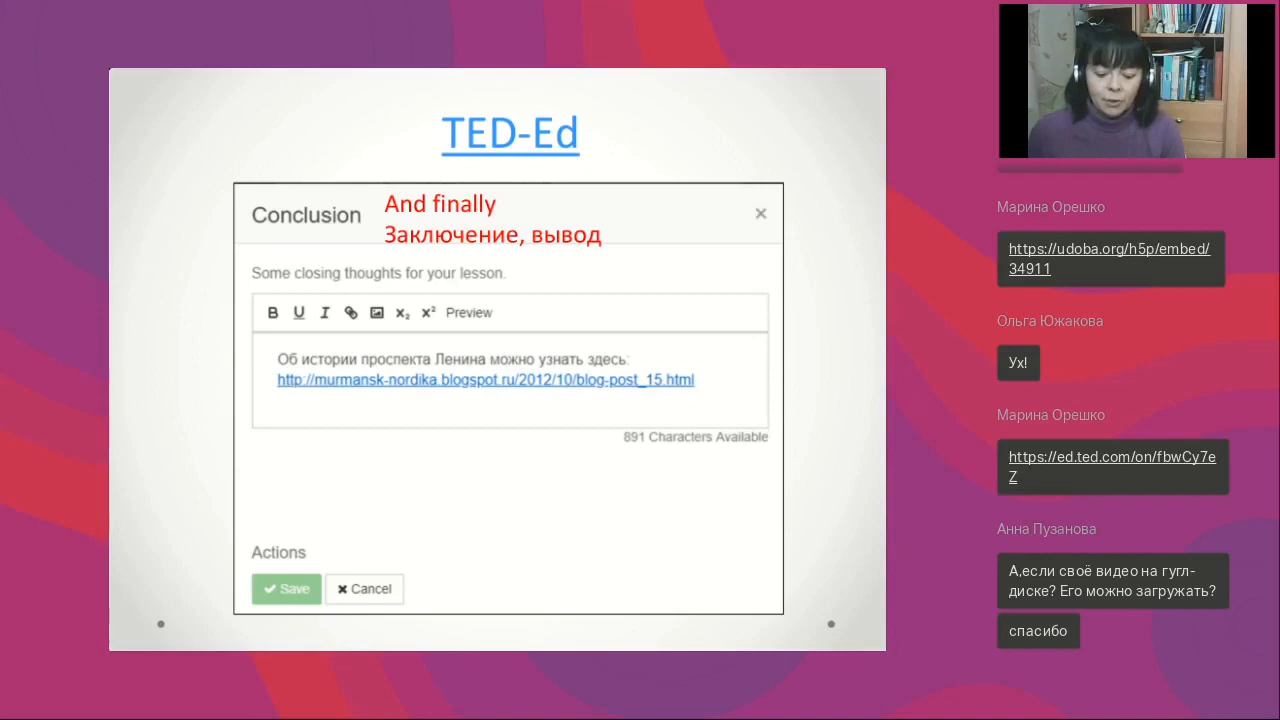 TED-Ed
Conclusion
And finally
Заключение, вывод
Some closing thoughts for your lesson.
B U I x₂ x² Preview
Об истории проспекта Ленина можно узнать здесь:
http://murmansk-nordika.blogspot.ru/2012/10/blog-post_15.html
891 Characters Available
Actions
Save
Cancel
Марина Орешко
https://udoba.org/h5p/embed/
34911
Ольга Южакова
Ух!
Марина Орешко
https://ed.ted.com/on/fbwCy7e
Z
Анна Пузанова
А,если своё видео на гугл-
диске? Его можно загружать?
спасибо